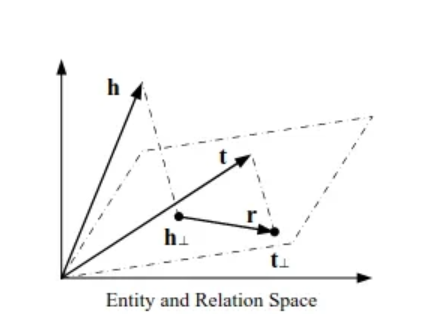 h
t
r
h⊥
t⊥
Entity and Relation Space